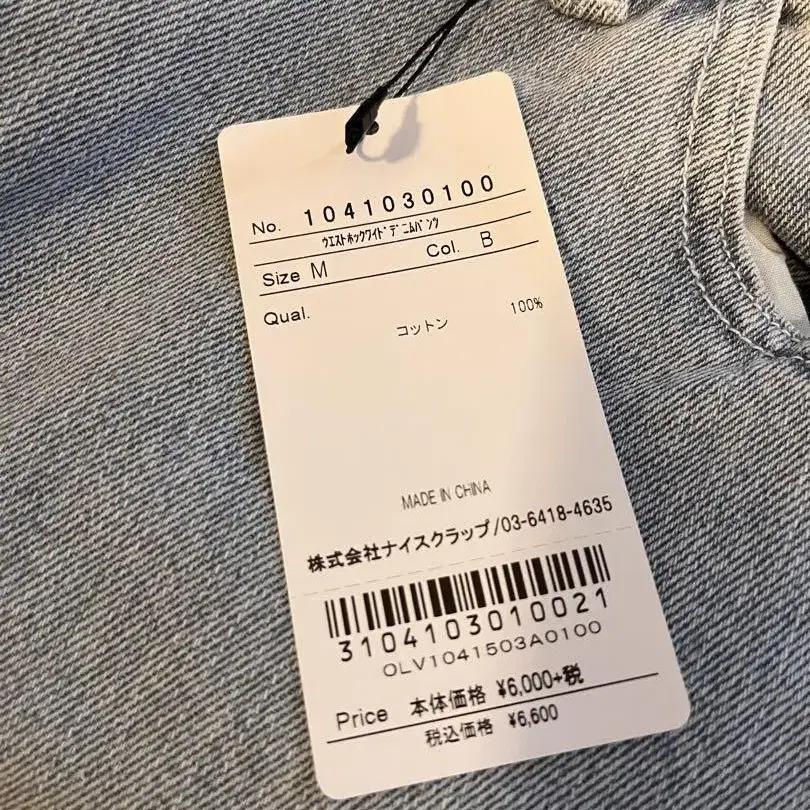 No. 1041030100
ウエストホックワイドデニムパンツ
Size M Col. B
Qual.
コットン 100%
MADE IN CHINA
株式会社ナイスクラップ/03-6418-4635
3104103010021
0LV1041503A0100
Price 本体価格 ¥6,000+税
税込価格 ¥6,600